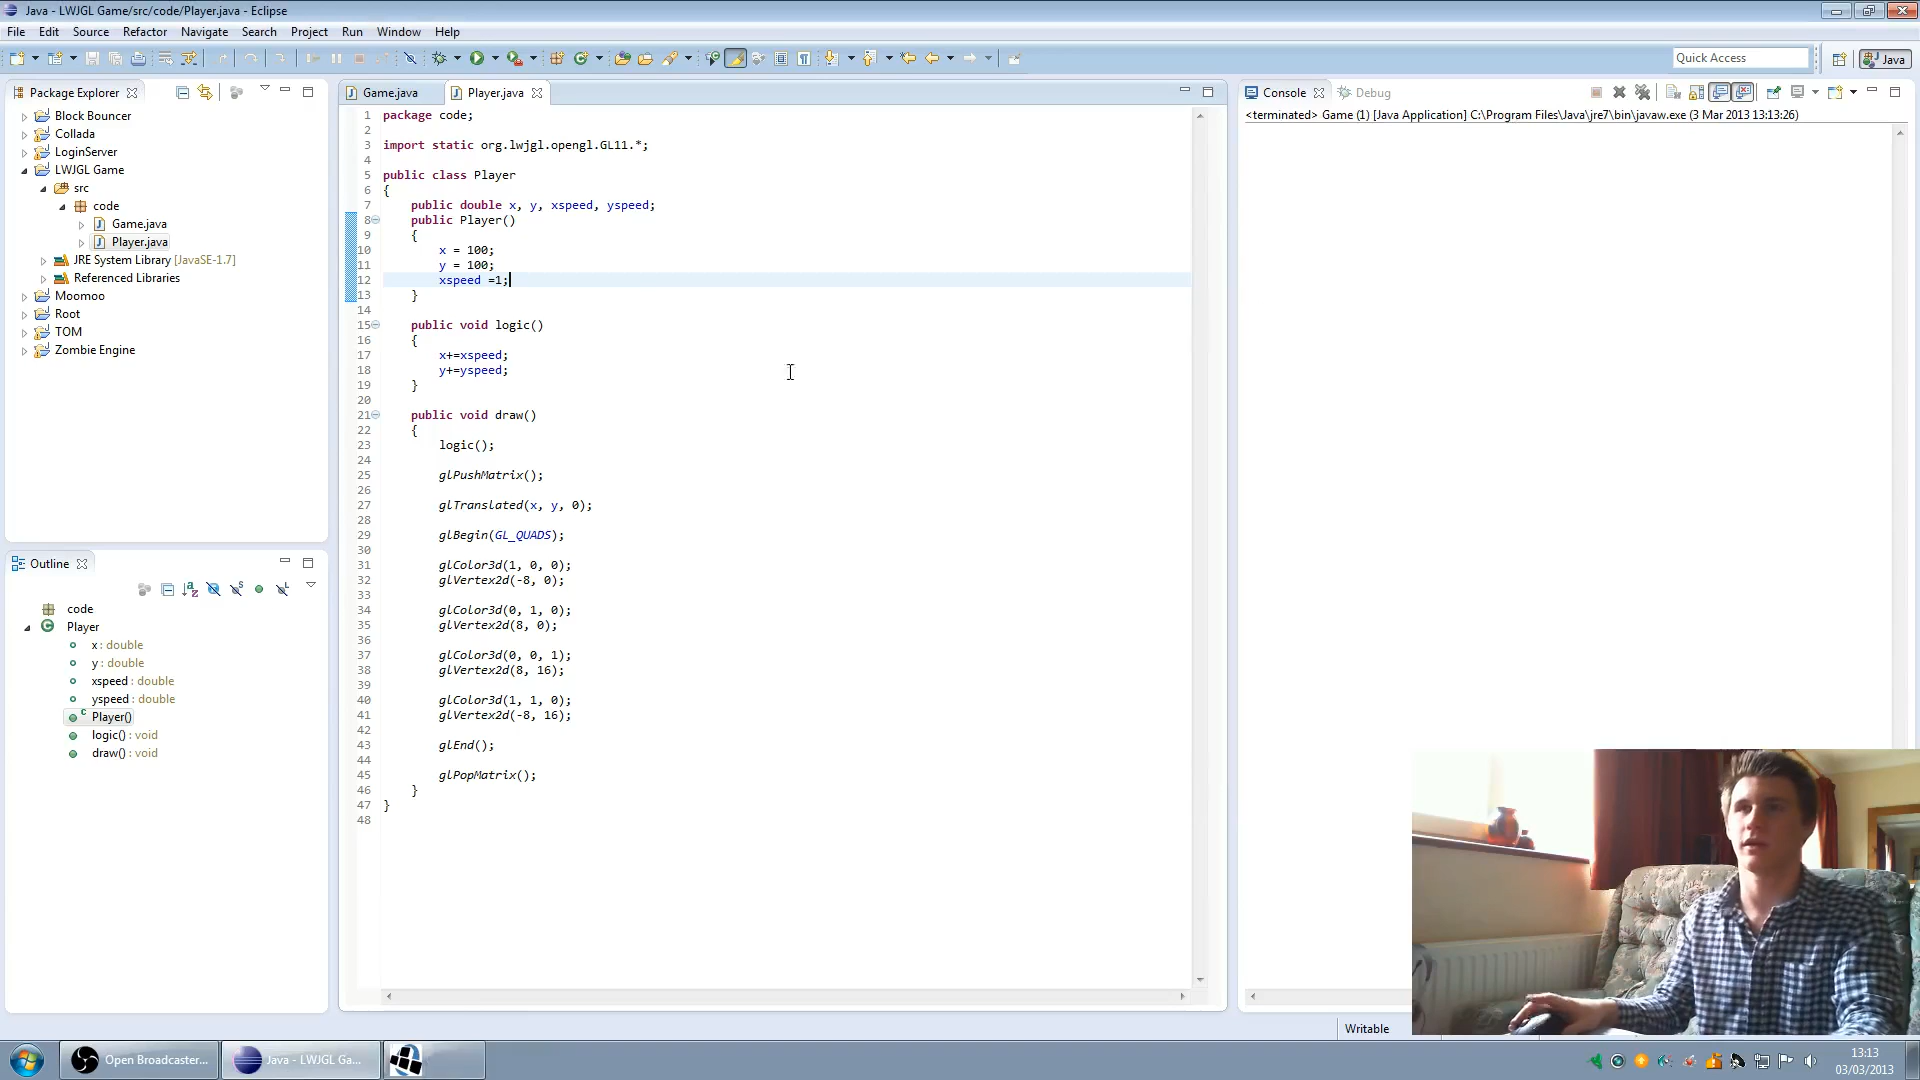 Java - LWJGL Game/src/code/Player.java - Eclipse
File Edit Source Refactor Navigate Search Project Run Window Help
Quick Access
Java
Package Explorer
Block Bouncer
Collada
LoginServer
LWJGL Game
src
code
Game.java
Player.java
JRE System Library [JavaSE-1.7]
Referenced Libraries
Moomoo
Root
TOM
Zombie Engine
Outline
code
Player
x : double
y : double
xspeed : double
yspeed : double
Player()
logic() : void
draw() : void
Game.java Player.java
1 package code;
2
3 import static org.lwjgl.opengl.GL11.*;
4
5 public class Player
6 {
7 public double x, y, xspeed, yspeed;
8 public Player()
9 {
10 x = 100;
11 y = 100;
12 xspeed =1;
13 }
14
15 public void logic()
16 {
17 x+=xspeed;
18 y+=yspeed;
19 }
20
21 public void draw()
22 {
23 logic();
24
25 glPushMatrix();
26
27 glTranslated(x, y, 0);
28
29 glBegin(GL_QUADS);
30
31 glColor3d(1, 0, 0);
32 glVertex2d(-8, 0);
33
34 glColor3d(0, 1, 0);
35 glVertex2d(8, 0);
36
37 glColor3d(0, 0, 1);
38 glVertex2d(8, 16);
39
40 glColor3d(1, 1, 0);
41 glVertex2d(-8, 16);
42
43 glEnd();
44
45 glPopMatrix();
46 }
47 }
48
Console Debug
<terminated> Game (1) [Java Application] C:\Program Files\Java\jre7\bin\javaw.exe (3 Mar 2013 13:13:26)
Writable
Open Broadcaster... Java - LWJGL Ga...
13:13
03/03/2013